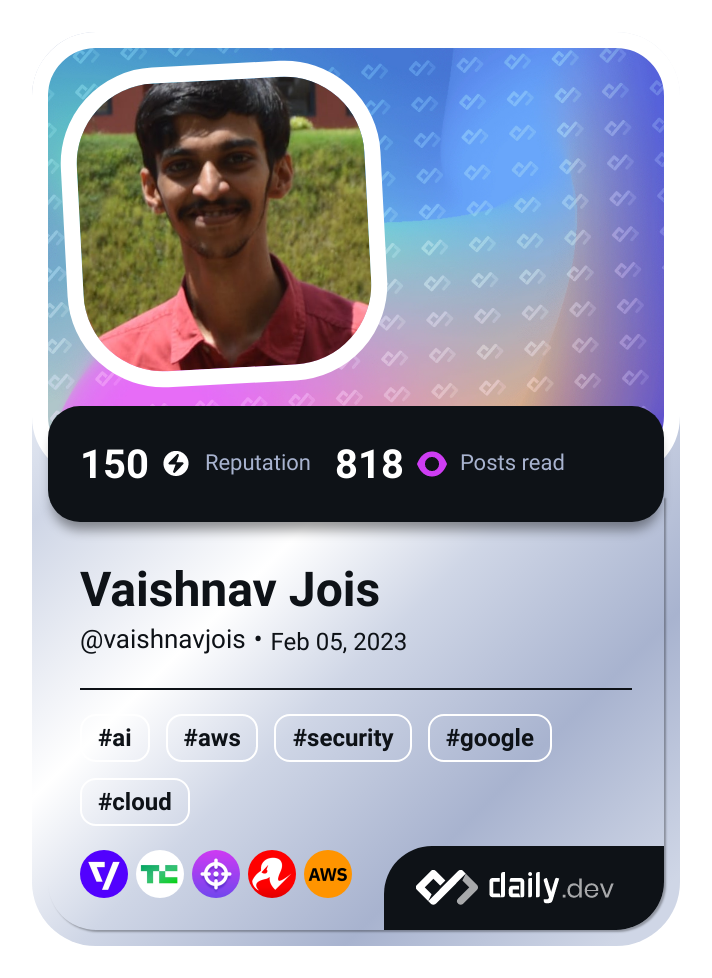 150 Reputation 818 Posts read
Vaishnav Jois
@vaishnavjois • Feb 05, 2023
#ai #aws #security #google
#cloud
TC AWS daily.dev